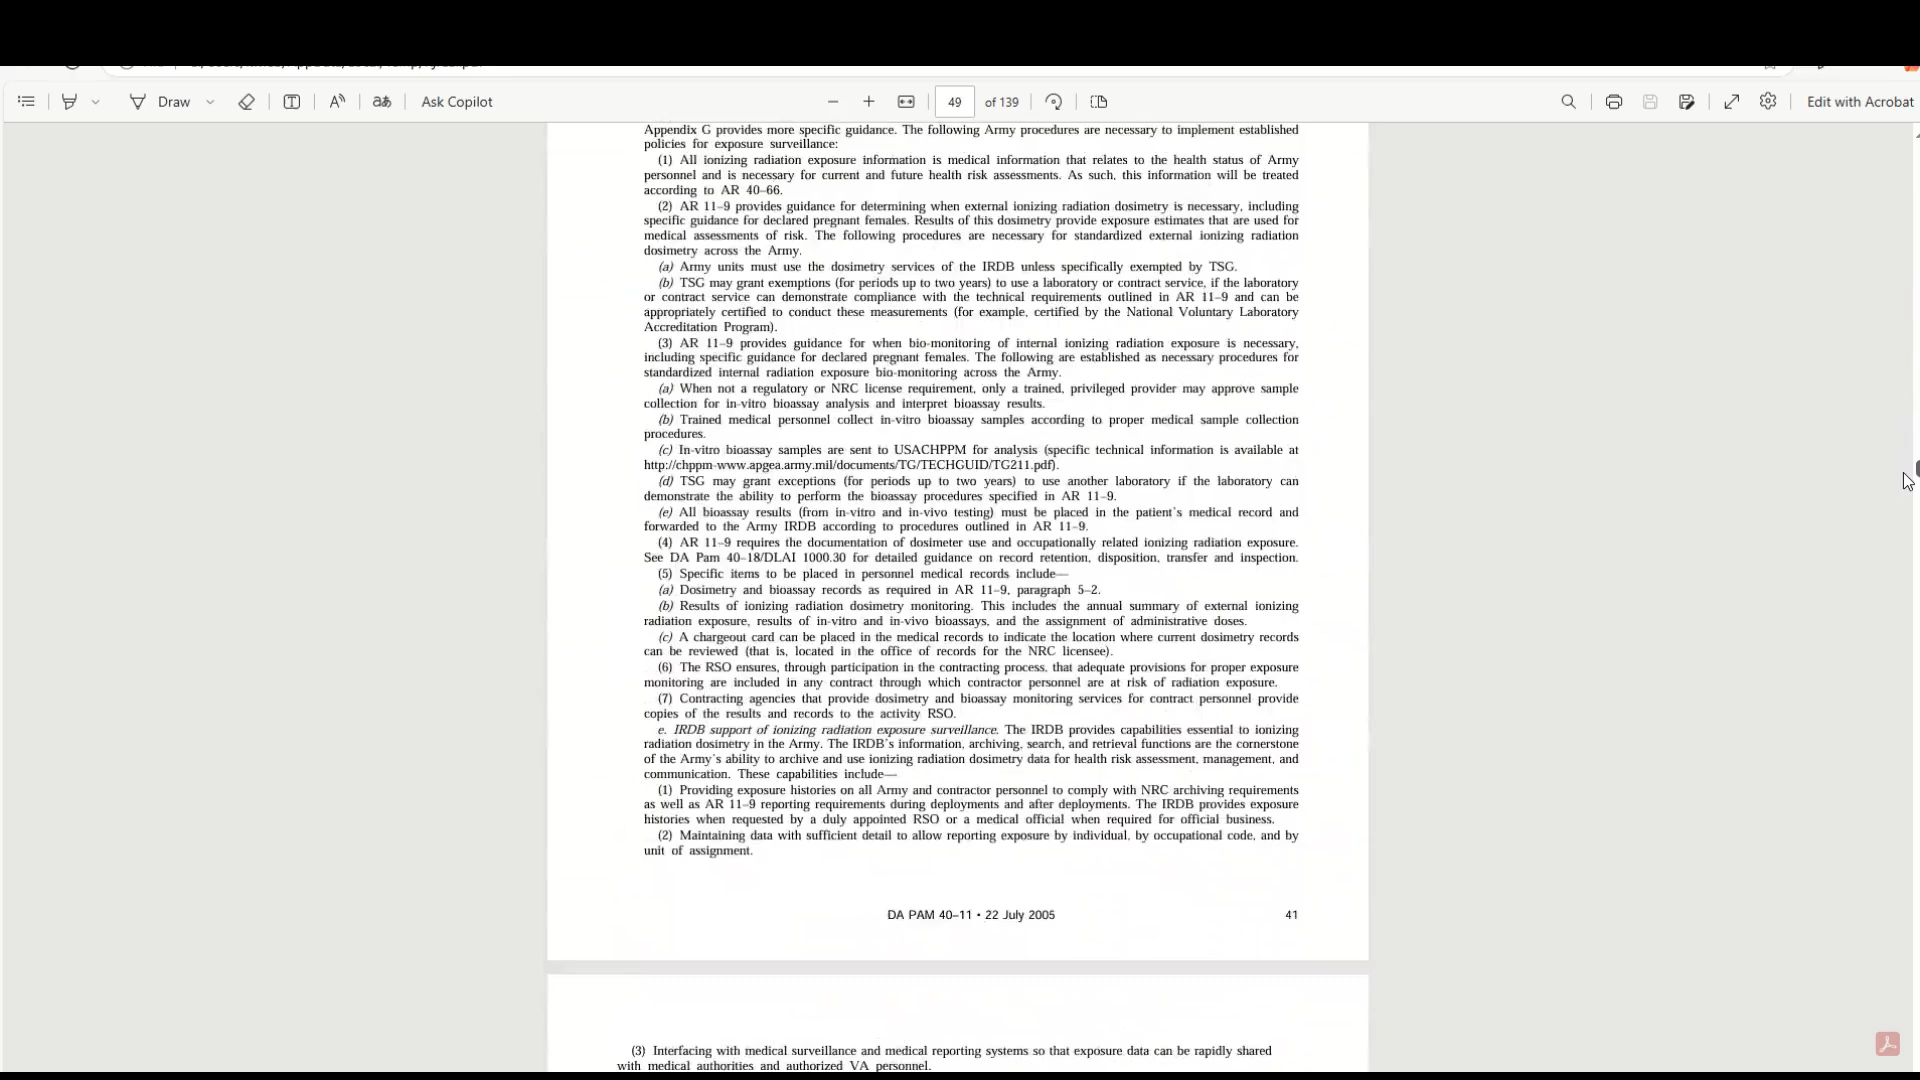 Draw
Ask Copilot
49 of 139
Edit with Acrobat
Appendix G provides more specific guidance. The following Army procedures are necessary to implement established
policies for exposure surveillance:
(1) All ionizing radiation exposure information is medical information that relates to the health status of Army
personnel and is necessary for current and future health risk assessments. As such, this information will be treated
according to AR 40–66.
(2) AR 11–9 provides guidance for determining when external ionizing radiation dosimetry is necessary, including
specific guidance for declared pregnant females. Results of this dosimetry provide exposure estimates that are used for
medical assessments of risk. The following procedures are necessary for standardized external ionizing radiation
dosimetry across the Army.
(a) Army units must use the dosimetry services of the IRDB unless specifically exempted by TSG.
(b) TSG may grant exemptions (for periods up to two years) to use a laboratory or contract service, if the laboratory
or contract service can demonstrate compliance with the technical requirements outlined in AR 11–9 and can be
appropriately certified to conduct these measurements (for example, certified by the National Voluntary Laboratory
Accreditation Program).
(3) AR 11–9 provides guidance for when bio-monitoring of internal ionizing radiation exposure is necessary,
including specific guidance for declared pregnant females. The following are established as necessary procedures for
standardized internal radiation exposure bio-monitoring across the Army.
(a) When not a regulatory or NRC license requirement, only a trained, privileged provider may approve sample
collection for in-vitro bioassay analysis and interpret bioassay results.
(b) Trained medical personnel collect in-vitro bioassay samples according to proper medical sample collection
procedures.
(c) In-vitro bioassay samples are sent to USACHPPM for analysis (specific technical information is available at
http://chppm-www.apgea.army.mil/documents/TG/TECHGUID/TG211.pdf).
(d) TSG may grant exceptions (for periods up to two years) to use another laboratory if the laboratory can
demonstrate the ability to perform the bioassay procedures specified in AR 11–9.
(e) All bioassay results (from in-vitro and in-vivo testing) must be placed in the patient's medical record and
forwarded to the Army IRDB according to procedures outlined in AR 11–9.
(4) AR 11–9 requires the documentation of dosimeter use and occupationally related ionizing radiation exposure.
See DA Pam 40–18/DLAI 1000.30 for detailed guidance on record retention, disposition, transfer and inspection.
(5) Specific items to be placed in personnel medical records include—
(a) Dosimetry and bioassay records as required in AR 11–9, paragraph 5–2.
(b) Results of ionizing radiation dosimetry monitoring. This includes the annual summary of external ionizing
radiation exposure, results of in-vitro and in-vivo bioassays, and the assignment of administrative doses.
(c) A chargeout card can be placed in the medical records to indicate the location where current dosimetry records
can be reviewed (that is, located in the office of records for the NRC licensee).
(6) The RSO ensures, through participation in the contracting process, that adequate provisions for proper exposure
monitoring are included in any contract through which contractor personnel are at risk of radiation exposure.
(7) Contracting agencies that provide dosimetry and bioassay monitoring services for contract personnel provide
copies of the results and records to the activity RSO.
e. IRDB support of ionizing radiation exposure surveillance. The IRDB provides capabilities essential to ionizing
radiation dosimetry in the Army. The IRDB's information, archiving, search, and retrieval functions are the cornerstone
of the Army's ability to archive and use ionizing radiation dosimetry data for health risk assessment, management, and
communication. These capabilities include—
(1) Providing exposure histories on all Army and contractor personnel to comply with NRC archiving requirements
as well as AR 11–9 reporting requirements during deployments and after deployments. The IRDB provides exposure
histories when requested by a duly appointed RSO or a medical official when required for official business.
(2) Maintaining data with sufficient detail to allow reporting exposure by individual, by occupational code, and by
unit of assignment.
DA PAM 40–11 • 22 July 2005
41
(3) Interfacing with medical surveillance and medical reporting systems so that exposure data can be rapidly shared
with medical authorities and authorized VA personnel.